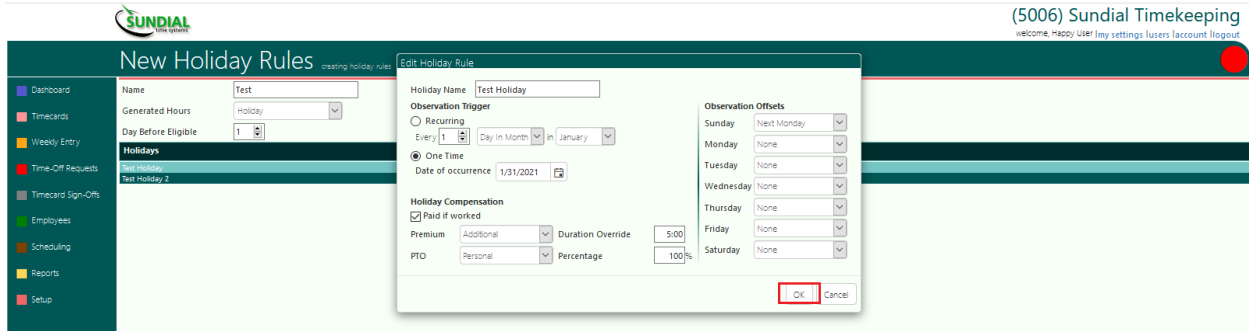 SUNDIAL
time systems
(5006) Sundial Timekeeping
welcome, Happy User |my settings |users |account |logout
New Holiday Rules creating holiday rules
Dashboard
Timecards
Weekly Entry
Time-Off Requests
Timecard Sign-Offs
Employees
Scheduling
Reports
Setup
Name Test
Generated Hours Holiday
Day Before Eligible 1
Holidays
Test Holiday
Test Holiday 2
Edit Holiday Rule
Holiday Name Test Holiday
Observation Trigger
Recurring
Every 1 Day In Month in January
One Time
Date of occurrence 1/31/2021
Holiday Compensation
Paid if worked
Premium Additional Duration Override 5:00
PTO Personal Percentage 100 %
Observation Offsets
Sunday Next Monday
Monday None
Tuesday None
Wednesday None
Thursday None
Friday None
Saturday None
OK Cancel